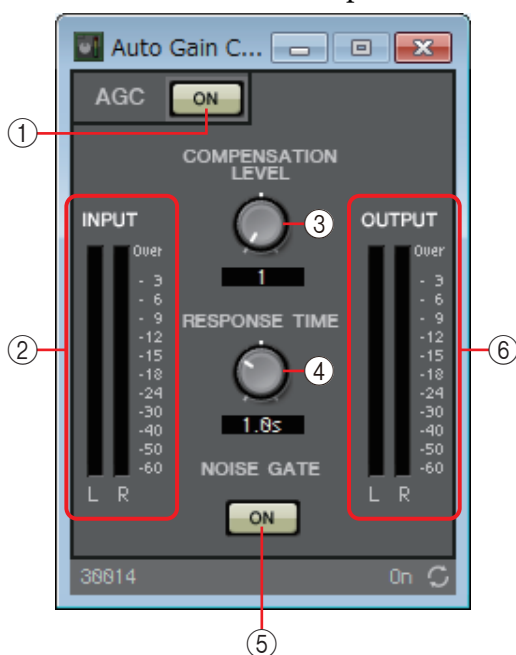 Auto Gain C...
AGC ON
①
COMPENSATION
LEVEL
③
1
INPUT
Over
- 3
- 6
- 9
-12
-15
-18
-24
-30
-40
-50
-60
L R
②
RESPONSE TIME
④
1.0s
NOISE GATE
ON
⑤
OUTPUT
Over
- 3
- 6
- 9
-12
-15
-18
-24
-30
-40
-50
-60
L R
⑥
30014 On